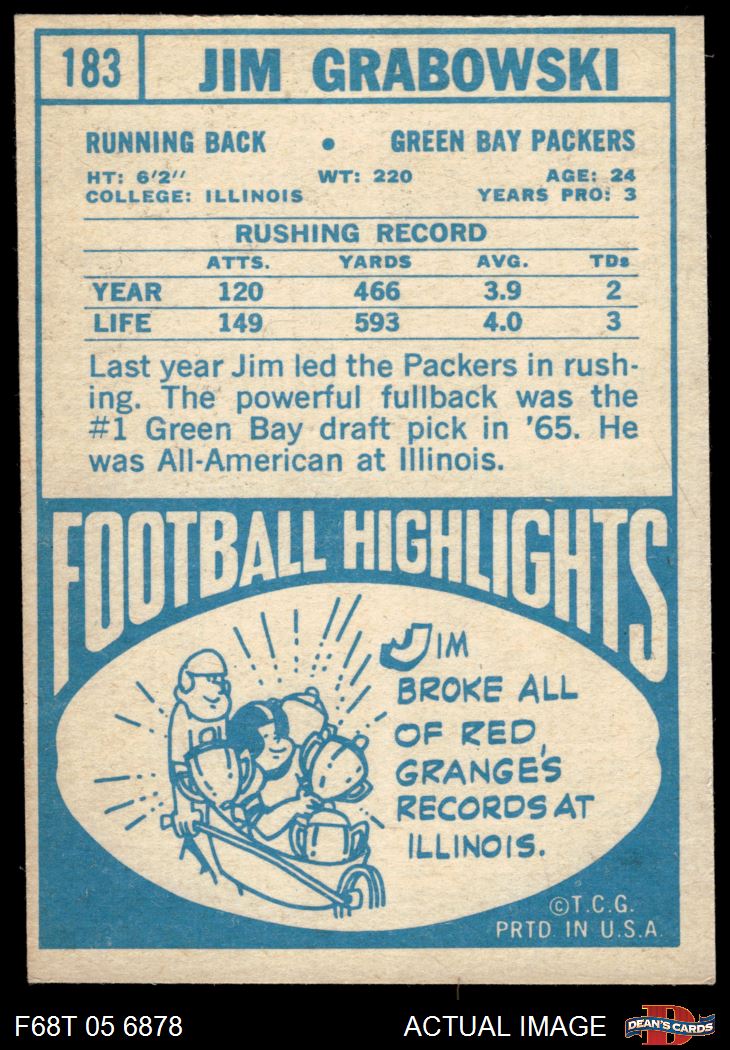 183 JIM GRABOWSKI
RUNNING BACK • GREEN BAY PACKERS
HT: 6'2" WT: 220 AGE: 24
COLLEGE: ILLINOIS YEARS PRO: 3
RUSHING RECORD
ATTS. YARDS AVG. TDs
YEAR 120 466 3.9 2
LIFE 149 593 4.0 3
Last year Jim led the Packers in rush-
ing. The powerful fullback was the
#1 Green Bay draft pick in '65. He
was All-American at Illinois.
FOOTBALL HIGHLIGHTS
JIM
BROKE ALL
OF RED
GRANGE'S
RECORDS AT
ILLINOIS.
©T.C.G.
PRTD. IN U.S.A.
F68T 05 6878 ACTUAL IMAGE D DEAN'S CARDS